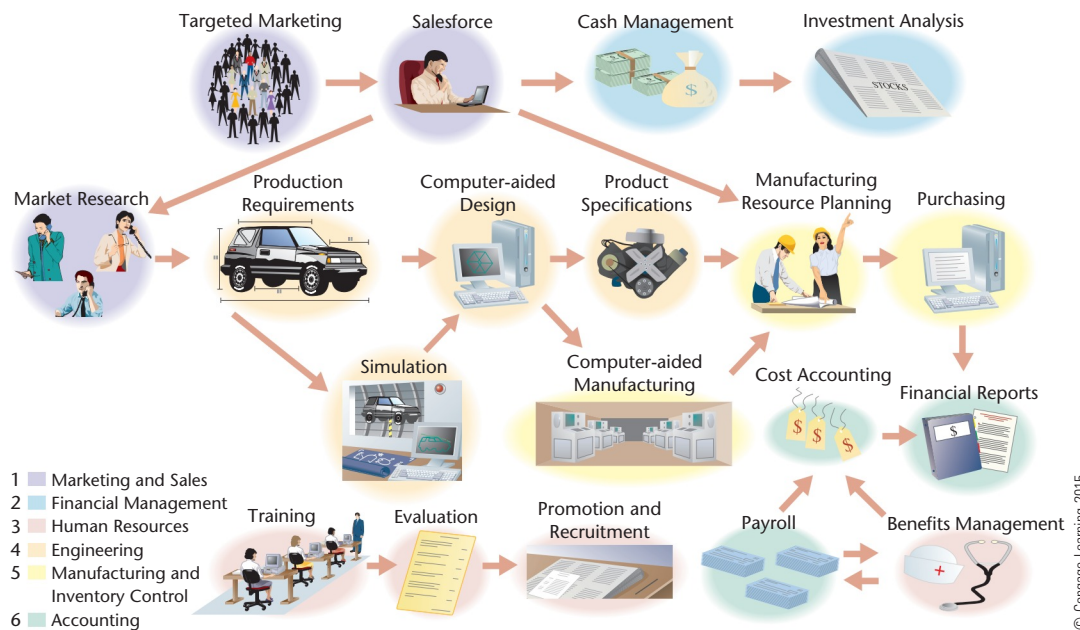 Targeted Marketing
Salesforce
Cash Management
Investment Analysis
$
STOCKS
Market Research
Production
Requirements
Computer-aided
Design
Product
Specifications
Manufacturing
Resource Planning
Purchasing
Simulation
Computer-aided
Manufacturing
Cost Accounting
$ $ $
Financial Reports
$
1 Marketing and Sales
2 Financial Management
3 Human Resources
4 Engineering
5 Manufacturing and
Inventory Control
6 Accounting
Training
Evaluation
Promotion and
Recruitment
Payroll
Benefits Management
© Cengage Learning 2015